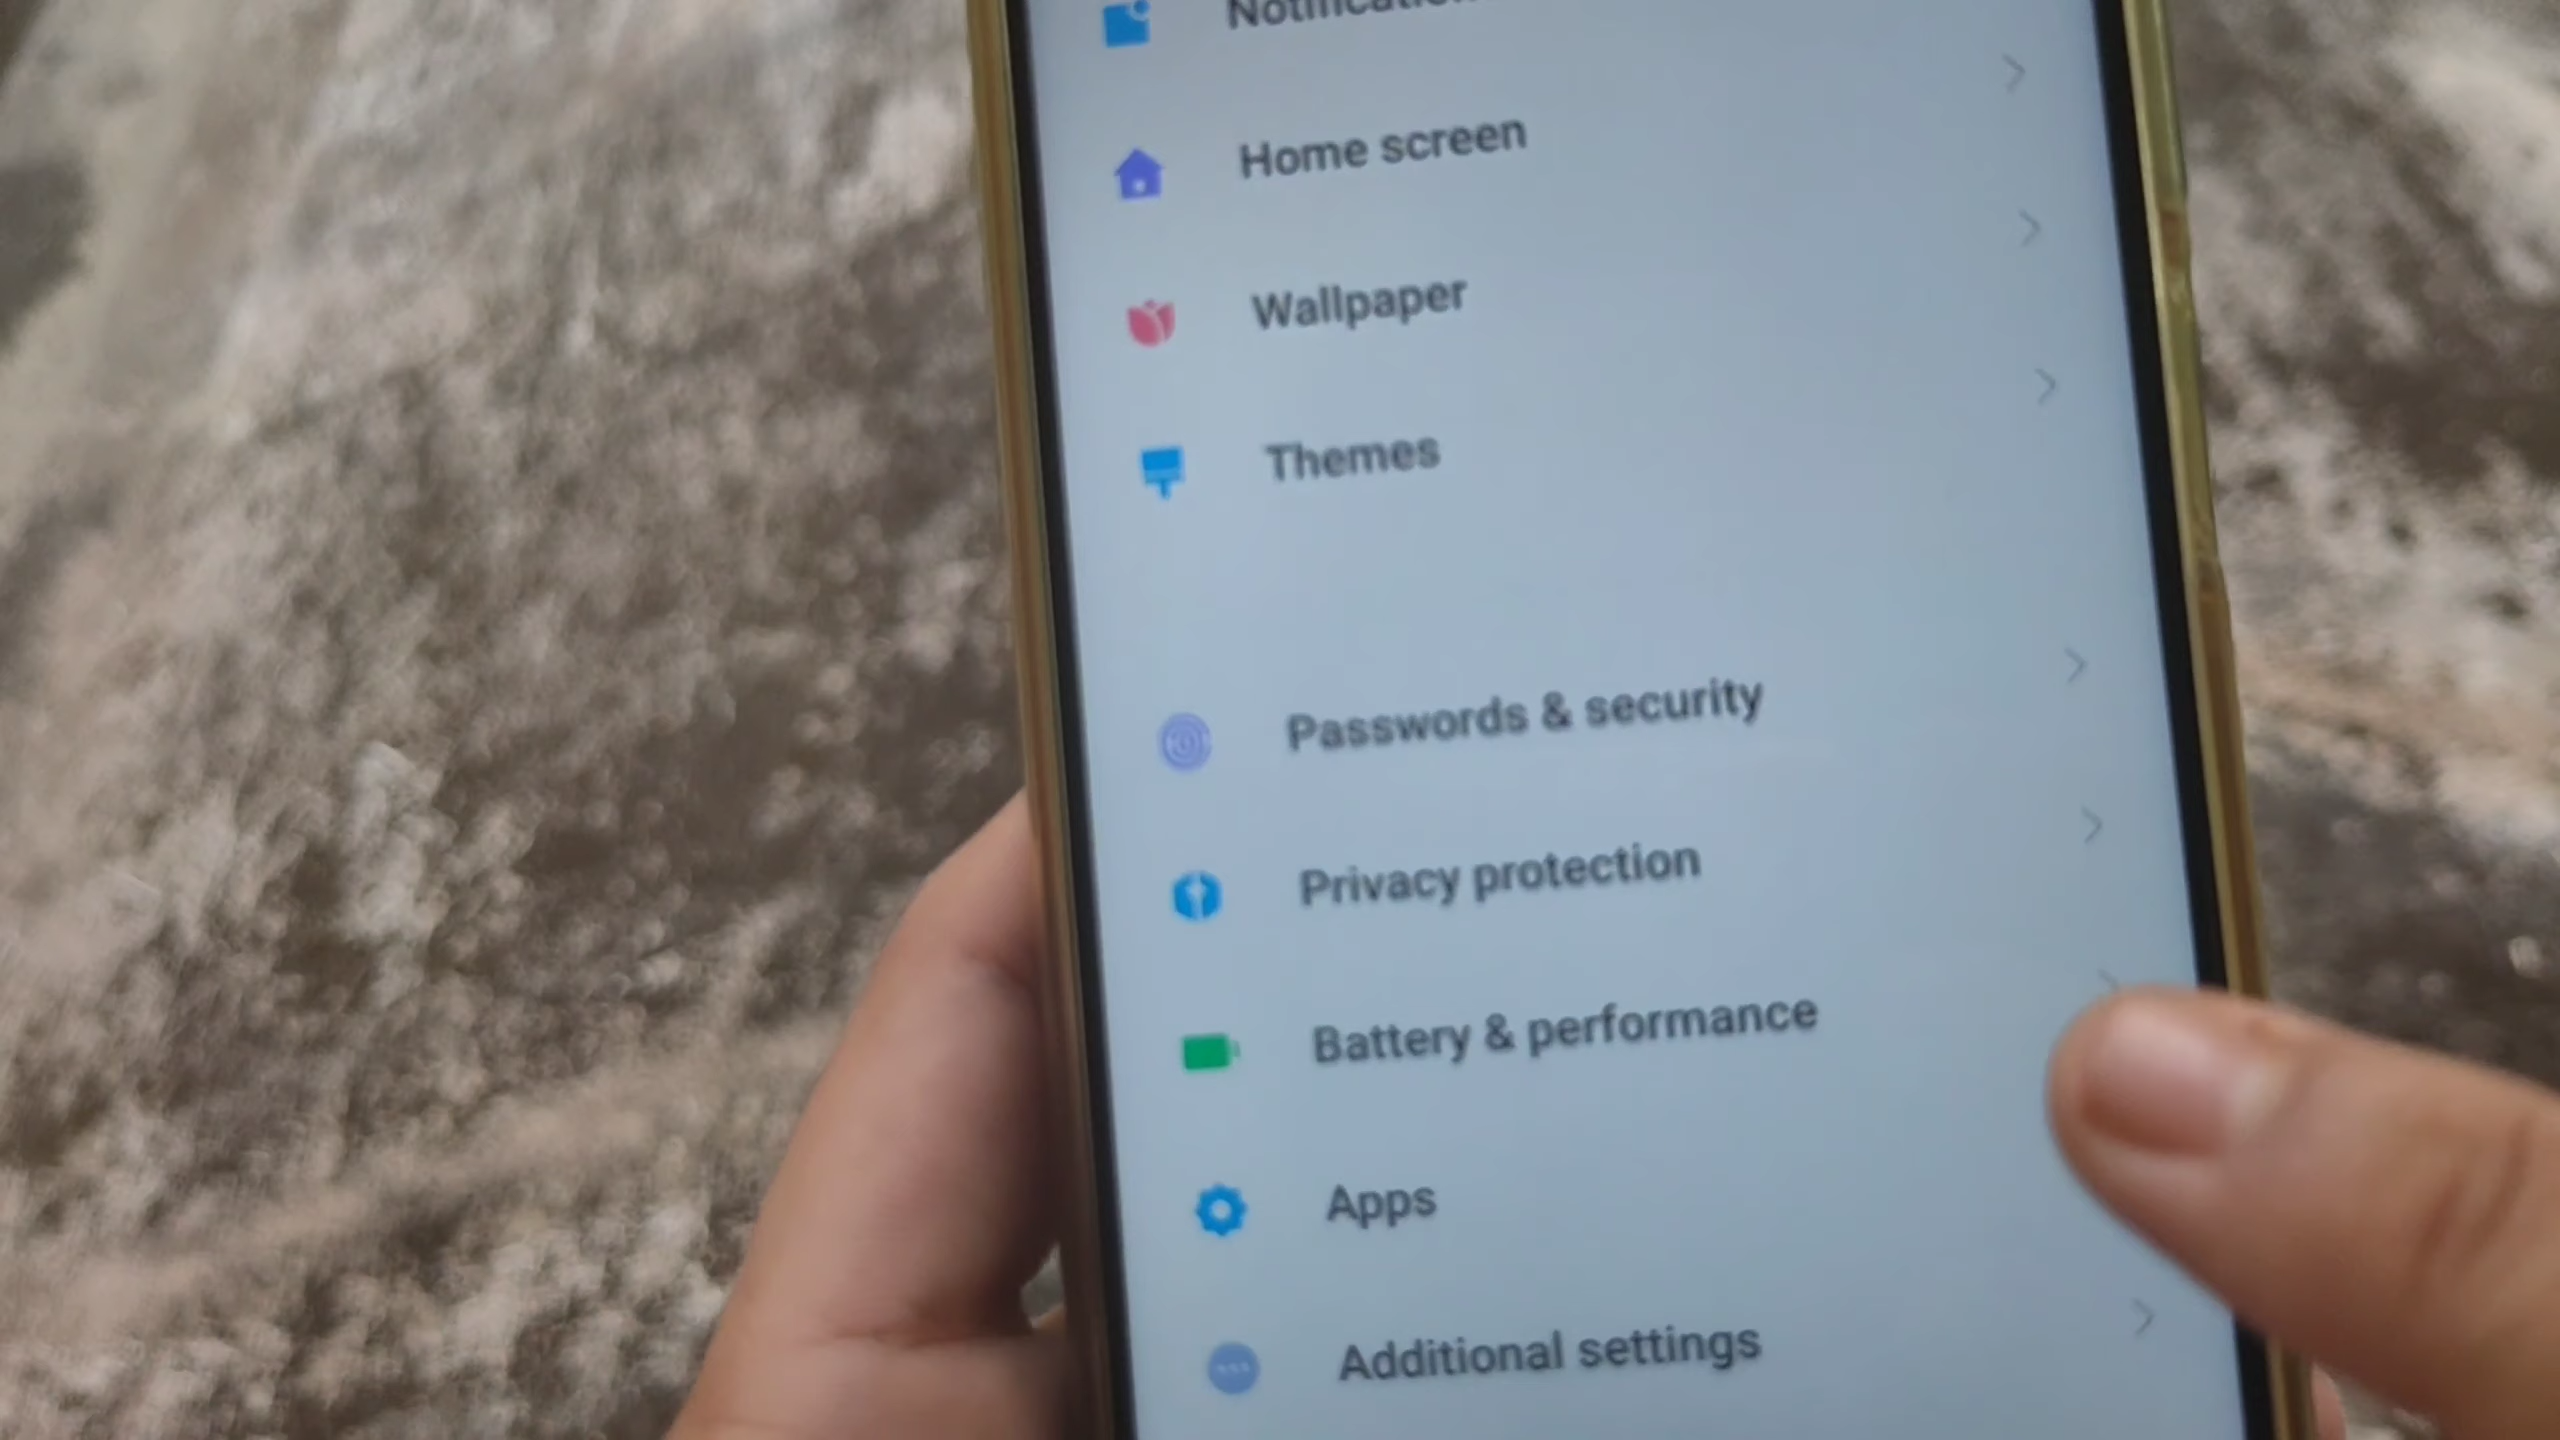 Home screen
Wallpaper
Themes
Passwords & security
Privacy protection
Battery & performance
Apps
Additional settings